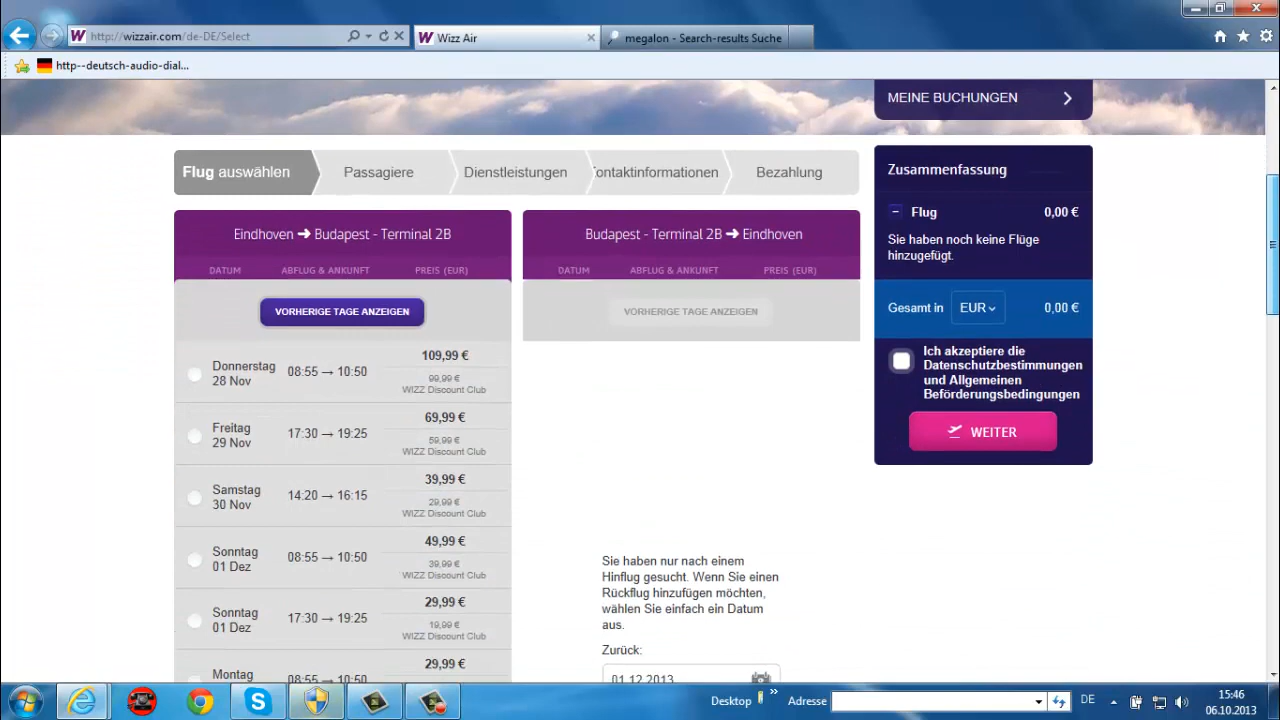 http://wizzair.com/de-DE/Select
Wizz Air
megalon - Search-results Suche
http--deutsch-audio-dial...
MEINE BUCHUNGEN
Flug auswählen
Passagiere
Dienstleistungen
ontaktinformationen
Bezahlung
Eindhoven ➔ Budapest - Terminal 2B
DATUM ABFLUG & ANKUNFT PREIS (EUR)
VORHERIGE TAGE ANZEIGEN
Donnerstag
28 Nov
08:55 → 10:50
109,99 €
99,99 €
WIZZ Discount Club
Freitag
29 Nov
17:30 → 19:25
69,99 €
59,99 €
WIZZ Discount Club
Samstag
30 Nov
14:20 → 16:15
39,99 €
29,99 €
WIZZ Discount Club
Sonntag
01 Dez
08:55 → 10:50
49,99 €
39,99 €
WIZZ Discount Club
Sonntag
01 Dez
17:30 → 19:25
29,99 €
19,99 €
WIZZ Discount Club
Montag
08:55 → 10:50
29,99 €
Budapest - Terminal 2B ➔ Eindhoven
DATUM ABFLUG & ANKUNFT PREIS (EUR)
VORHERIGE TAGE ANZEIGEN
Sie haben nur nach einem
Hinflug gesucht. Wenn Sie einen
Rückflug hinzufügen möchten,
wählen Sie einfach ein Datum
aus.
Zurück:
01.12.2013
Zusammenfassung
Flug 0,00 €
Sie haben noch keine Flüge
hinzugefügt.
Gesamt in EUR 0,00 €
Ich akzeptiere die
Datenschutzbestimmungen
und Allgemeinen
Beförderungsbedingungen
WEITER
Desktop
Adresse
DE
15:46
06.10.2013